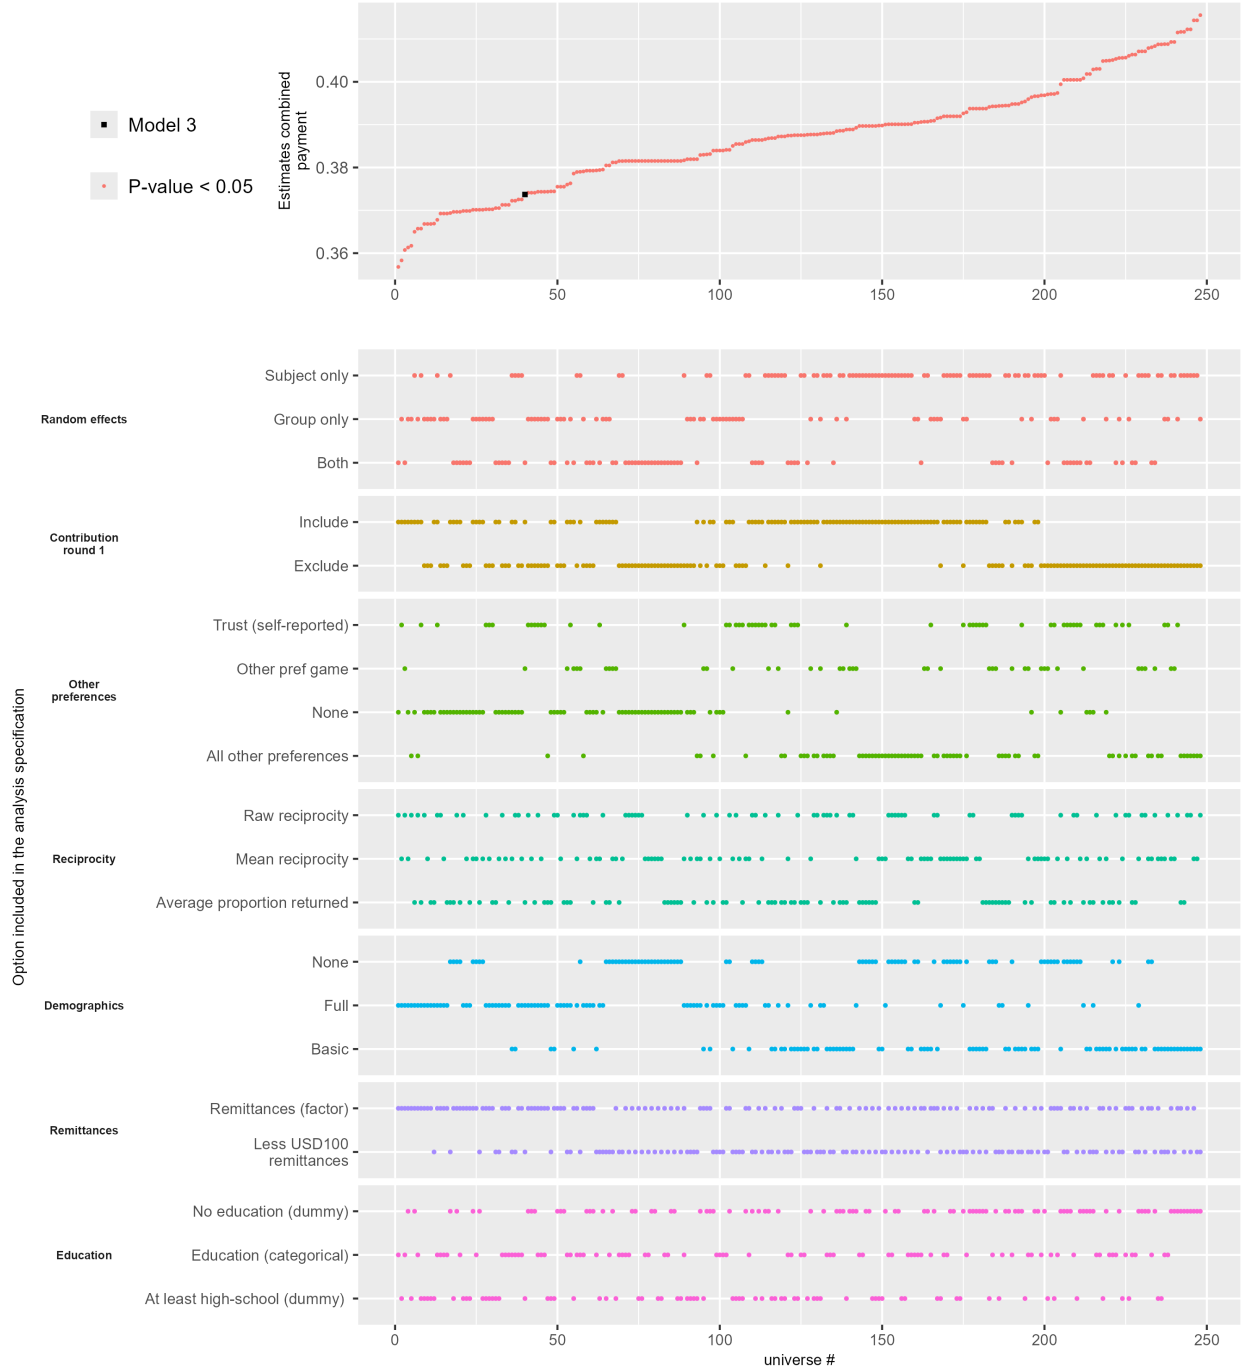 Model 3
P-value < 0.05
Estimates combined
payment
0.40
0.38
0.36
0
50
100
150
200
250
Option included in the analysis specification
Random effects
Subject only
Group only
Both
Contribution
round 1
Include
Exclude
Other
preferences
Trust (self-reported)
Other pref game
None
All other preferences
Reciprocity
Raw reciprocity
Mean reciprocity
Average proportion returned
Demographics
None
Full
Basic
Remittances
Remittances (factor)
Less USD100
remittances
Education
No education (dummy)
Education (categorical)
At least high-school (dummy)
0
50
100
150
200
250
universe #